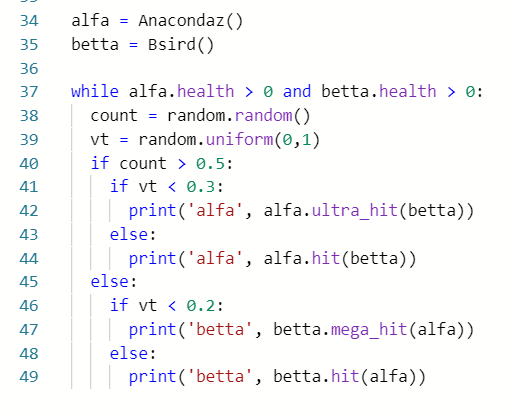 34 alfa = Anacondaz()
35 betta = Bsird()
36
37 while alfa.health > 0 and betta.health > 0:
38   count = random.random()
39   vt = random.uniform(0,1)
40   if count > 0.5:
41     if vt < 0.3:
42       print('alfa', alfa.ultra_hit(betta))
43     else:
44       print('alfa', alfa.hit(betta))
45   else:
46     if vt < 0.2:
47       print('betta', betta.mega_hit(alfa))
48     else:
49       print('betta', betta.hit(alfa))